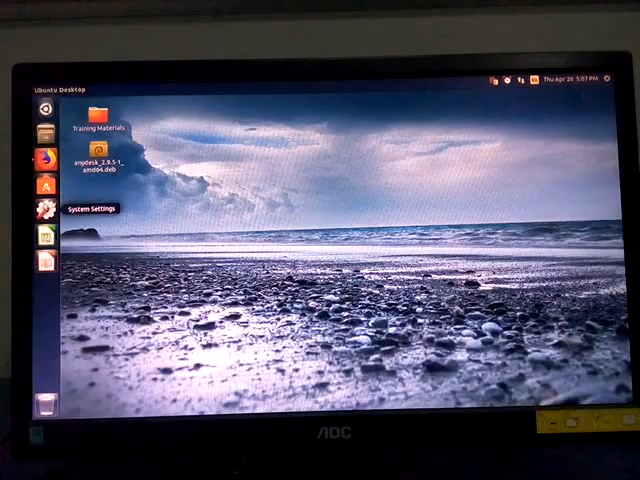 Ubuntu Desktop
Thu Apr 26 5:07 PM
Training Materials
anydesk_2.9.5-1_
amd64.deb
System Settings
AOC